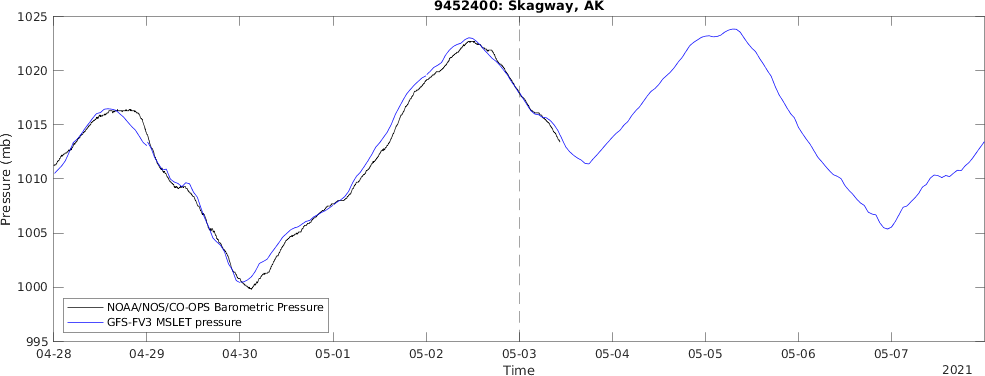 9452400: Skagway, AK
1025
1020
1015
1010
1005
1000
995
Pressure (mb)
NOAA/NOS/CO-OPS Barometric Pressure
GFS-FV3 MSLET pressure
04-28 04-29 04-30 05-01 05-02 05-03 05-04 05-05 05-06 05-07
Time
2021